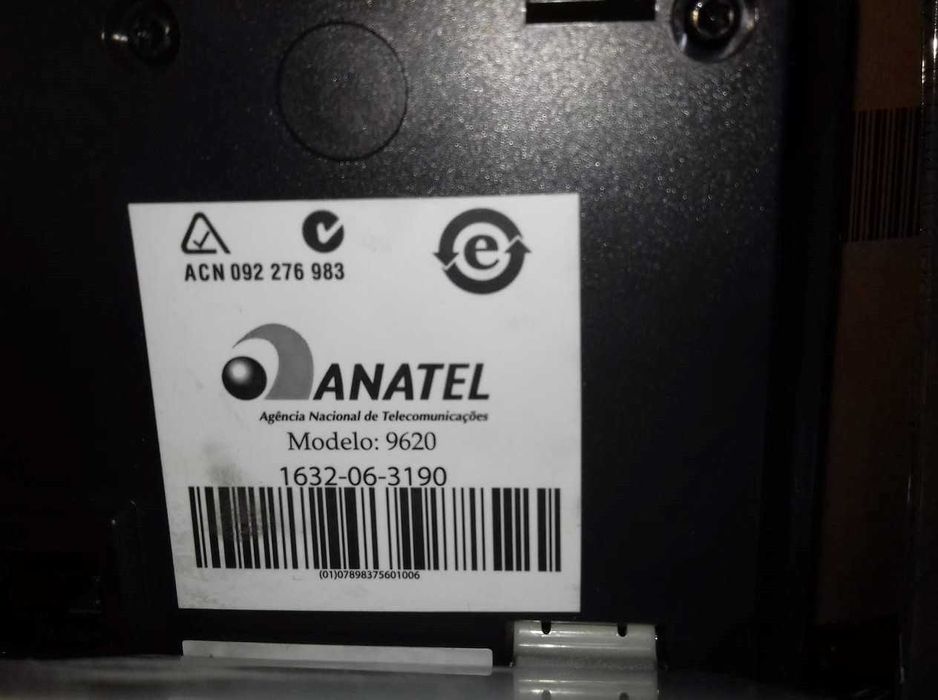 ACN 092 276 983
e
ANATEL
Agência Nacional de Telecomunicações
Modelo: 9620
1632-06-3190
(01)07898375601006